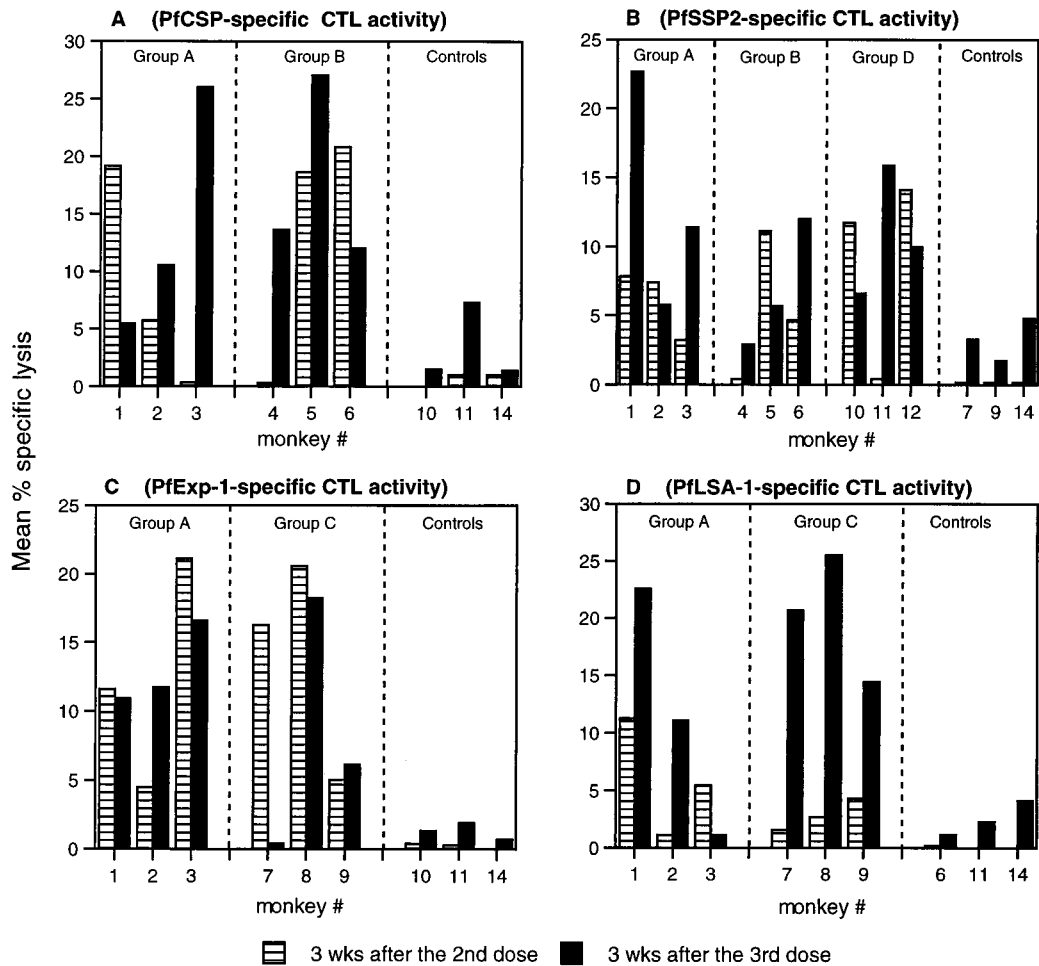 A (PfCSP-specific CTL activity)
30
25
20
15
10
5
0
Group A
Group B
Controls
1 2 3 4 5 6 10 11 14
monkey #
B (PfSSP2-specific CTL activity)
25
20
15
10
5
0
Group A
Group B
Group D
Controls
1 2 3 4 5 6 10 11 12 7 9 14
monkey #
Mean % specific lysis
C (PfExp-1-specific CTL activity)
25
20
15
10
5
0
Group A
Group C
Controls
1 2 3 7 8 9 10 11 14
monkey #
D (PfLSA-1-specific CTL activity)
30
25
20
15
10
5
0
Group A
Group C
Controls
1 2 3 7 8 9 6 11 14
monkey #
3 wks after the 2nd dose
3 wks after the 3rd dose